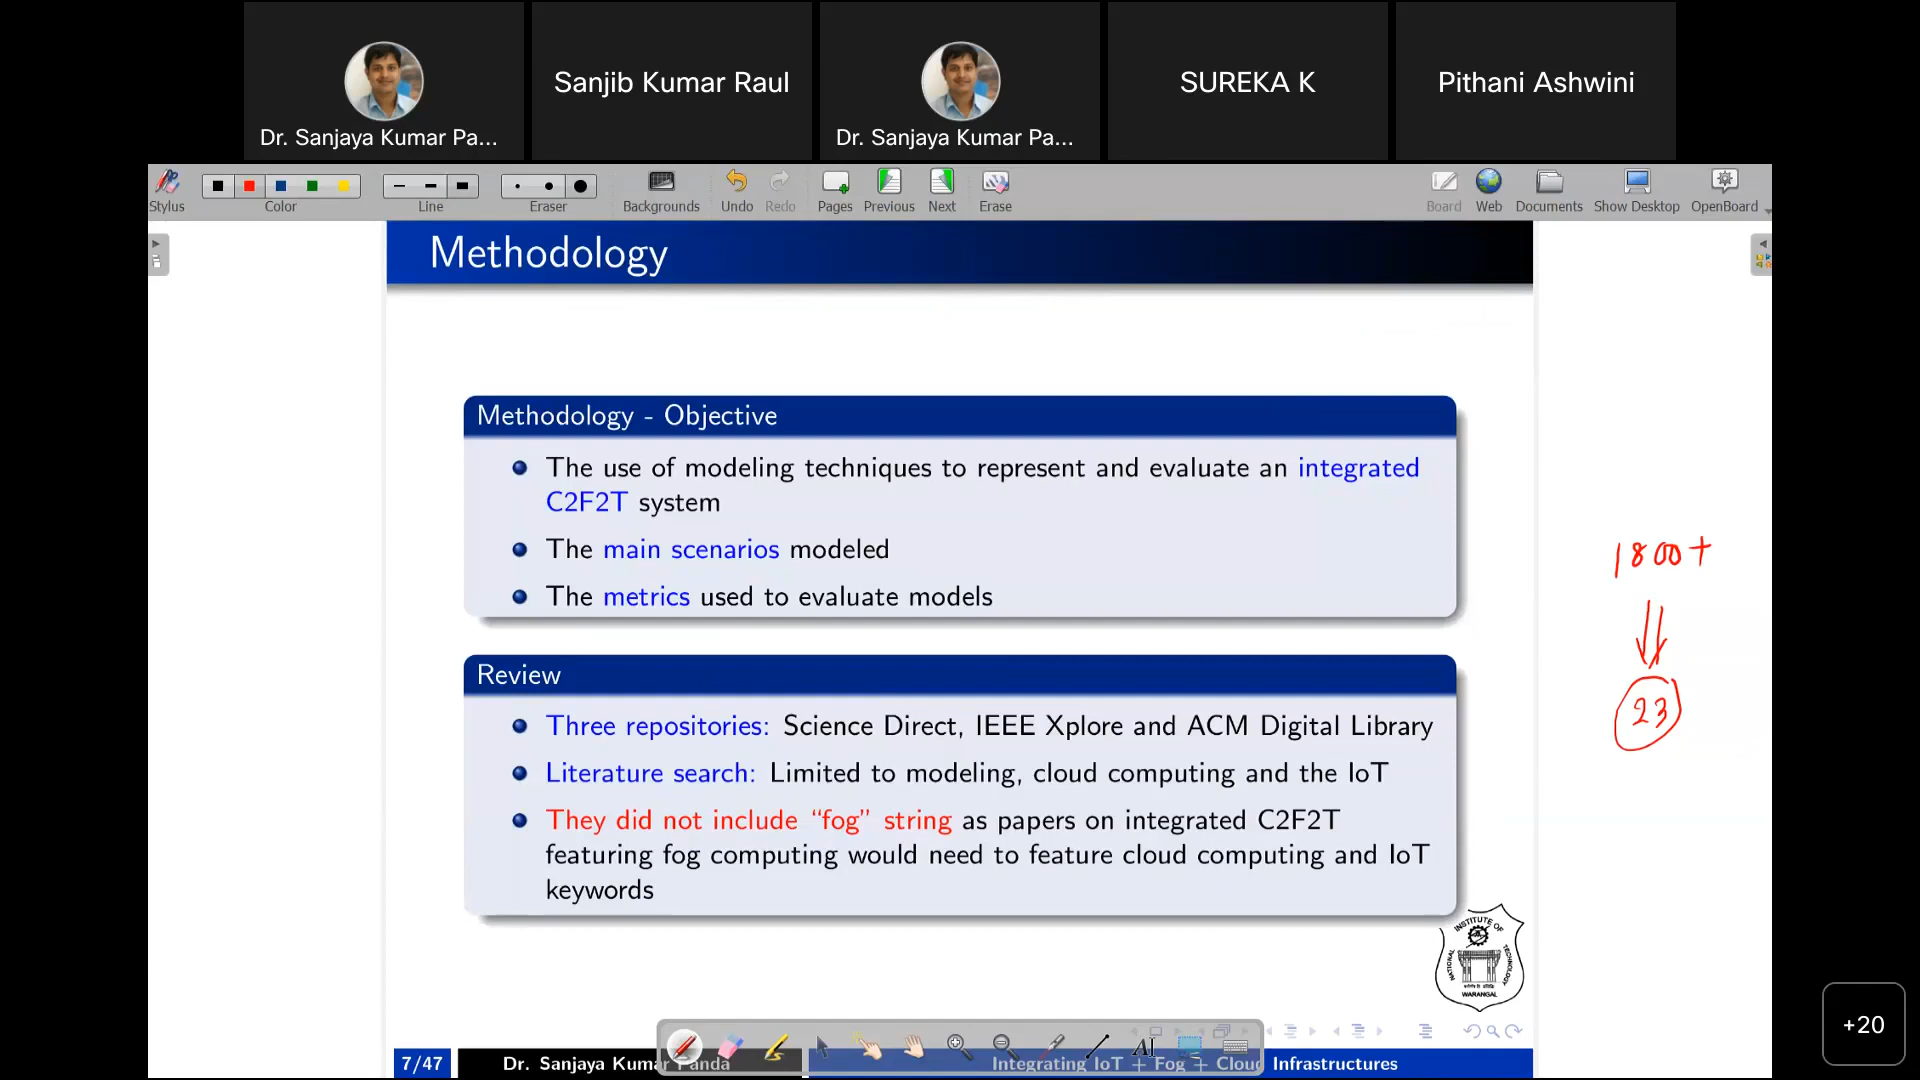 Dr. Sanjaya Kumar Pa...
Sanjib Kumar Raul
Dr. Sanjaya Kumar Pa...
SUREKA K
Pithani Ashwini
Stylus
Color
Line
Eraser
Backgrounds
Undo
Redo
Pages
Previous
Next
Erase
Board
Web
Documents
Show Desktop
OpenBoard
Methodology
Methodology - Objective
The use of modeling techniques to represent and evaluate an integrated
C2F2T system
The main scenarios modeled
The metrics used to evaluate models
1800+
23
Review
Three repositories: Science Direct, IEEE Xplore and ACM Digital Library
Literature search: Limited to modeling, cloud computing and the IoT
They did not include “fog” string as papers on integrated C2F2T
featuring fog computing would need to feature cloud computing and IoT
keywords
NATIONAL INSTITUTE OF TECHNOLOGY
WARANGAL
+20
7/47
Dr. Sanjaya Kumar Panda
Integrating IoT + Fog + Cloud Infrastructures